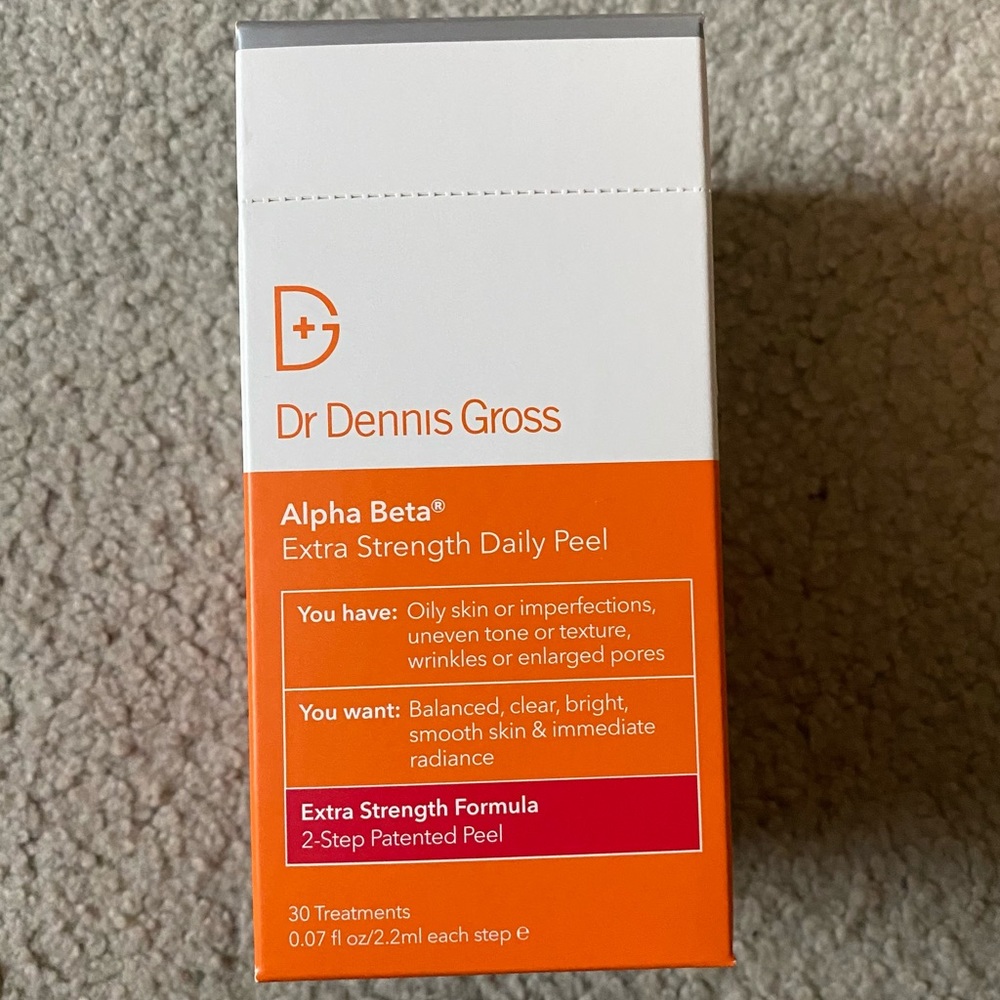 Dr Dennis Gross
Alpha Beta®
Extra Strength Daily Peel
You have: Oily skin or imperfections,
uneven tone or texture,
wrinkles or enlarged pores
You want: Balanced, clear, bright,
smooth skin & immediate
radiance
Extra Strength Formula
2-Step Patented Peel
30 Treatments
0.07 fl oz/2.2ml each step ℮